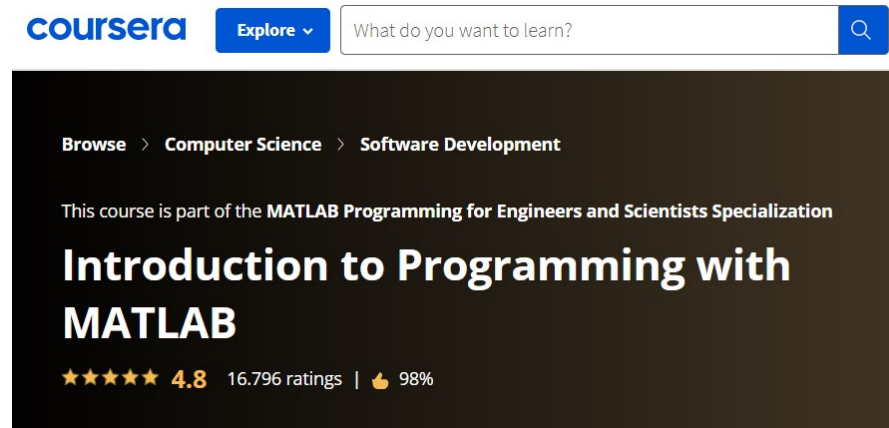 coursera Explore What do you want to learn?
Browse > Computer Science > Software Development
This course is part of the MATLAB Programming for Engineers and Scientists Specialization
Introduction to Programming with
MATLAB
4.8 16.796 ratings | 98%